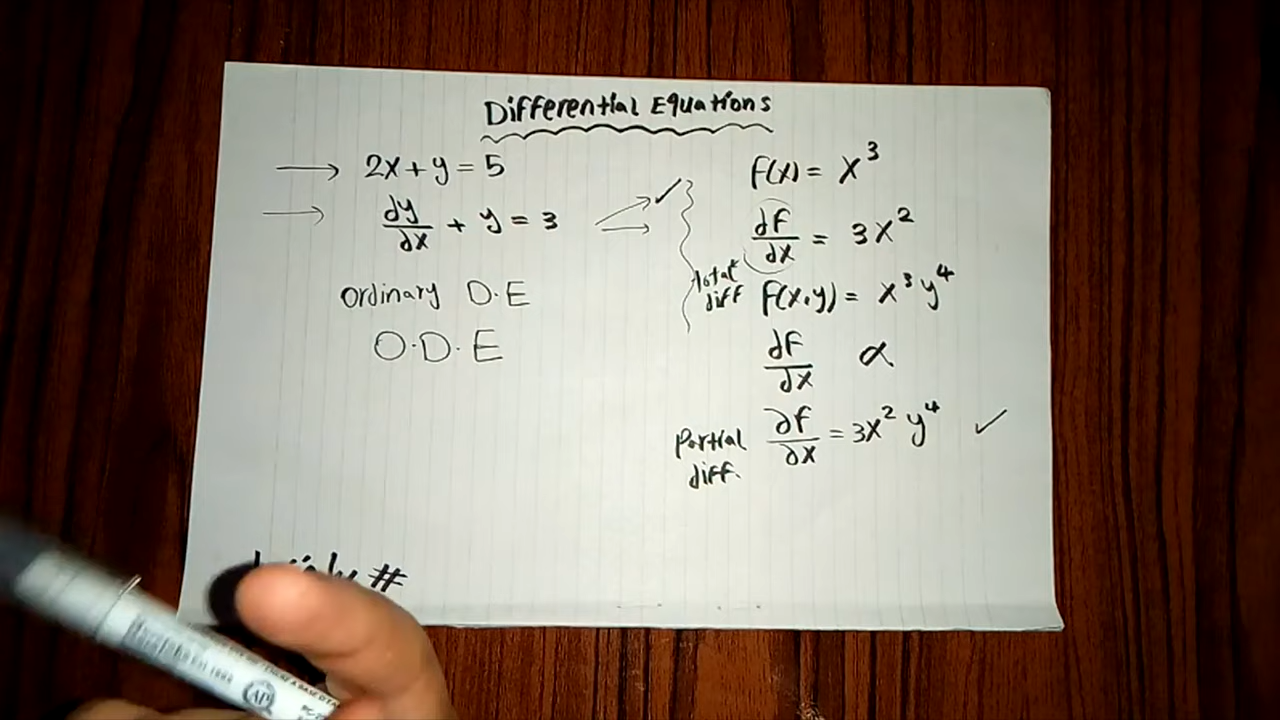 Differential Equations
2x + y = 5
dy/dx + y = 3
Ordinary D.E
O.D.E
f(x) = x³
df/dx = 3x²
total diff
f(x,y) = x³y⁴
df/dx α
Partial diff.
∂f/∂x = 3x²y⁴ ✓
#
AP